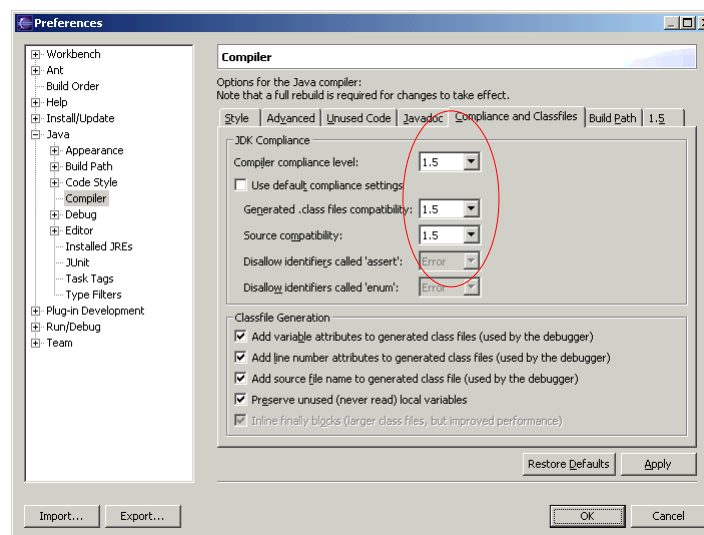 Preferences
Workbench
Ant
Build Order
Help
Install/Update
Java
Appearance
Build Path
Code Style
Compiler
Debug
Editor
Installed JREs
JUnit
Task Tags
Type Filters
Plug-in Development
Run/Debug
Team
Compiler
Options for the Java compiler:
Note that a full rebuild is required for changes to take effect.
Style Advanced Unused Code Javadoc Compliance and Classfiles Build Path 1.5
JDK Compliance
Compiler compliance level: 1.5
Use default compliance settings
Generated .class files compatibility: 1.5
Source compatibility: 1.5
Disallow identifiers called 'assert': Error
Disallow identifiers called 'enum': Error
Classfile Generation
Add variable attributes to generated class files (used by the debugger)
Add line number attributes to generated class files (used by the debugger)
Add source file name to generated class file (used by the debugger)
Preserve unused (never read) local variables
Inline finally blocks (larger class files, but improved performance)
Restore Defaults Apply
Import... Export... OK Cancel